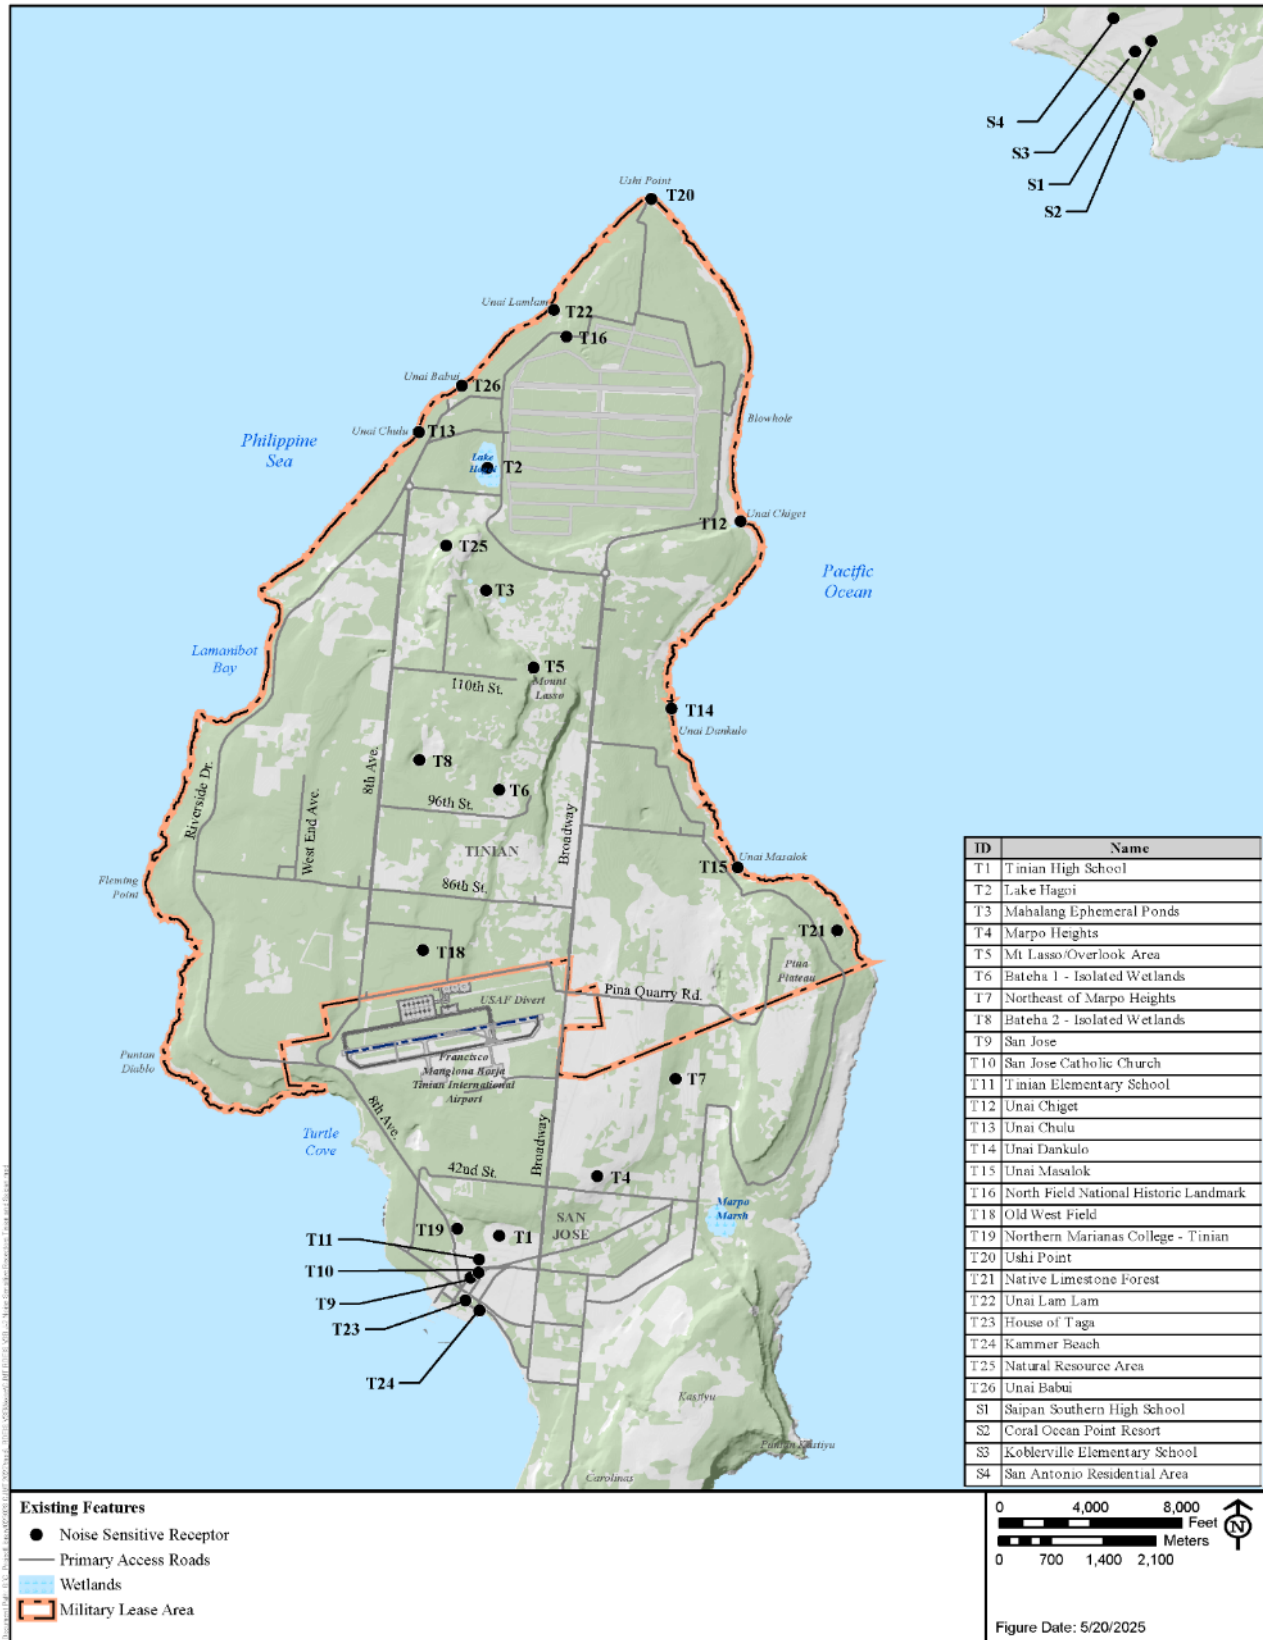 S4
S3
S1
S2
Ushi Point
T20
Unai Lamlam
T22
T16
Unai Babui
T26
Unai Chulu
T13
Blowhole
Philippine
Sea
Lake
T2
Unai Chiget
T12
T25
Pacific
Ocean
T3
Lamanibot
Bay
T5
Mount
Lasso
110th St.
T14
Unai Dankulo
8th Ave.
T8
Riverside Dr.
West End Ave.
T6
96th St.
Broadway
TINIAN
Unai Masalok
T15
Fleming
Point
86th St.
T21
T18
Pina
Plateau
Pina Quarry Rd.
USAF Divert
Puntan
Diablo
Francisco
Manglona Borja
Tinian International
Airport
T7
8th Ave.
Turtle
Cove
Broadway
42nd St.
T4
Marpo
Marsh
SAN
JOSE
T19
T1
T11
T10
T9
T23
T24
Kastiyu
Puntan Kastiyu
Carolinas
ID Name
T1 Tinian High School
T2 Lake Hagoi
T3 Mahalang Ephemeral Ponds
T4 Marpo Heights
T5 Mt Lasso/Overlook Area
T6 Bateha 1 - Isolated Wetlands
T7 Northeast of Marpo Heights
T8 Bateha 2 - Isolated Wetlands
T9 San Jose
T10 San Jose Catholic Church
T11 Tinian Elementary School
T12 Unai Chiget
T13 Unai Chulu
T14 Unai Dankulo
T15 Unai Masalok
T16 North Field National Historic Landmark
T18 Old West Field
T19 Northern Marianas College - Tinian
T20 Ushi Point
T21 Native Limestone Forest
T22 Unai Lam Lam
T23 House of Taga
T24 Kammer Beach
T25 Natural Resource Area
T26 Unai Babui
S1 Saipan Southern High School
S2 Coral Ocean Point Resort
S3 Koblerville Elementary School
S4 San Antonio Residential Area
Existing Features
Noise Sensitive Receptor
Primary Access Roads
Wetlands
Military Lease Area
0 4,000 8,000
Feet
Meters
0 700 1,400 2,100
N
Figure Date: 5/20/2025